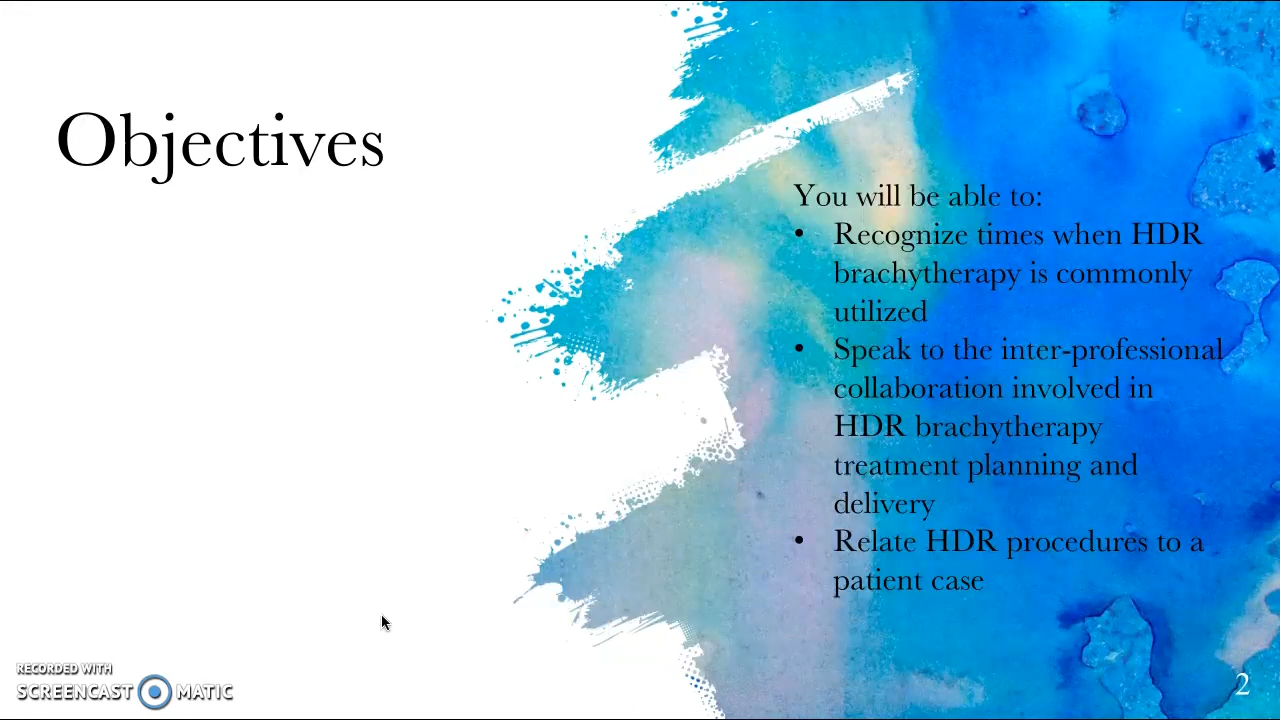 Objectives
You will be able to:
• Recognize times when HDR
brachytherapy is commonly
utilized
• Speak to the inter-professional
collaboration involved in
HDR brachytherapy
treatment planning and
delivery
• Relate HDR procedures to a
patient case
RECORDED WITH
SCREENCAST MATIC
2